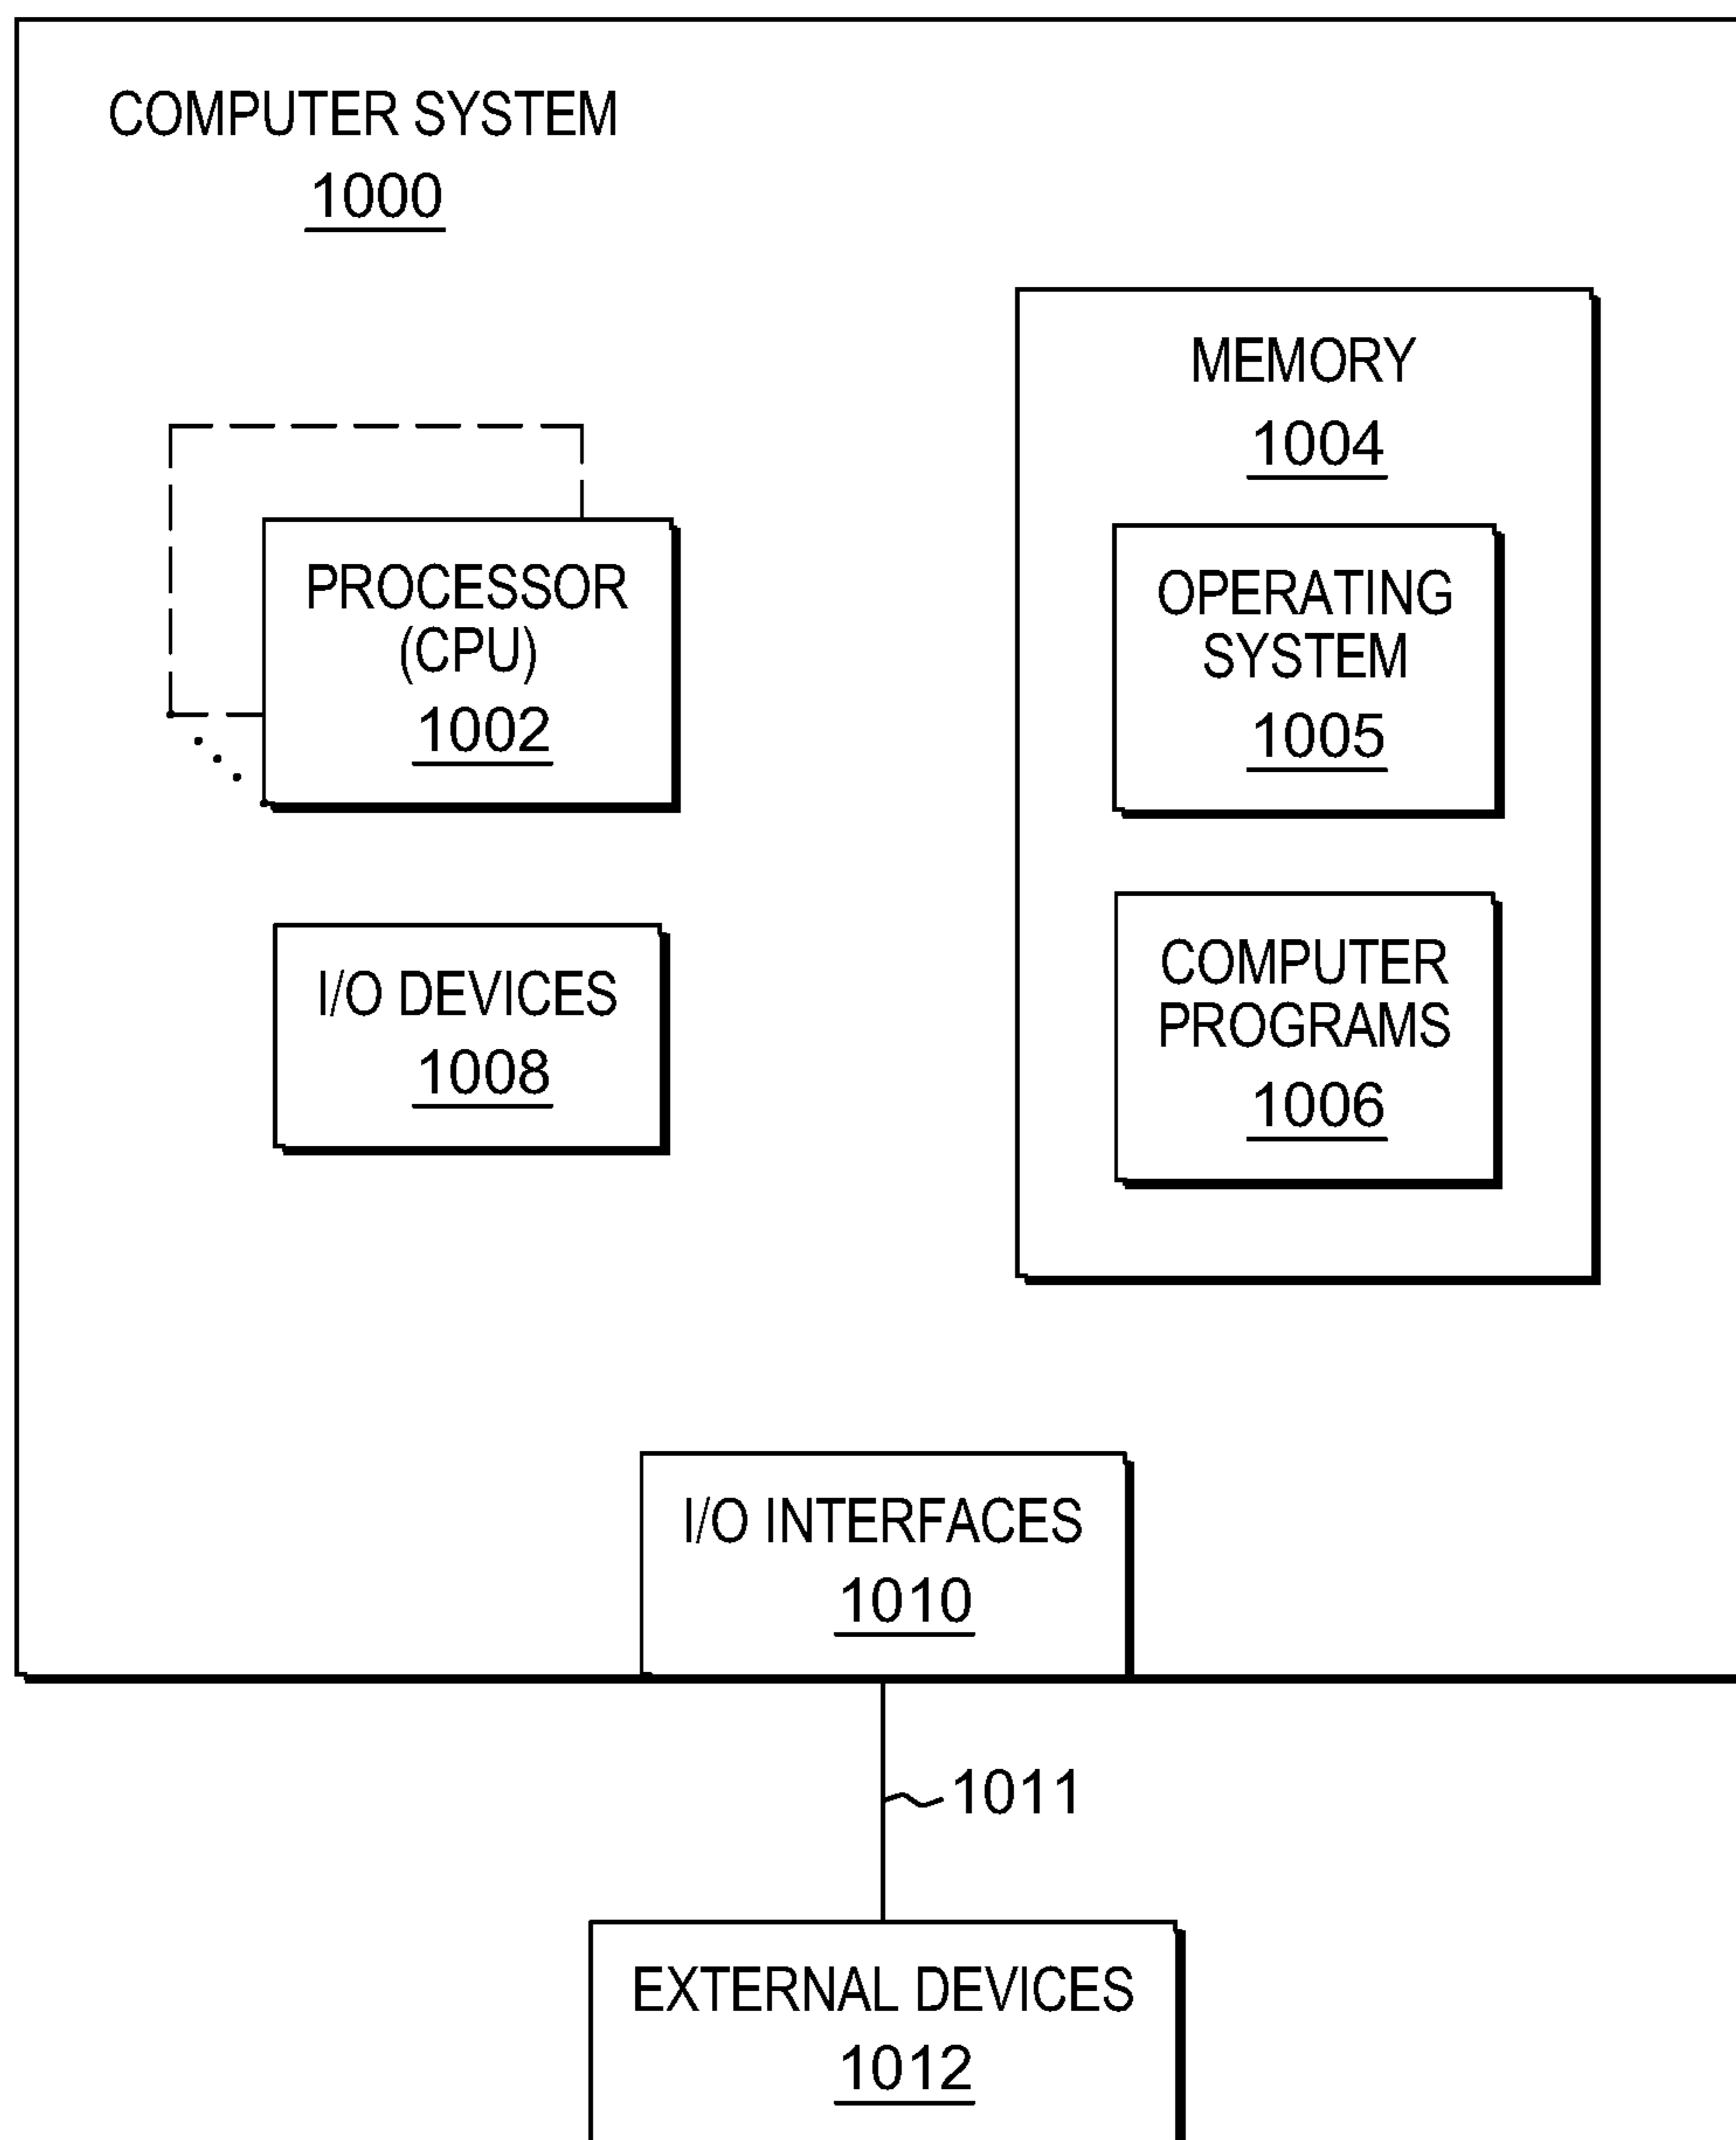 COMPUTER SYSTEM
1000
MEMORY
1004
PROCESSOR
(CPU)
1002
OPERATING
SYSTEM
1005
I/O DEVICES
1008
COMPUTER
PROGRAMS
1006
I/O INTERFACES
1010
1011
EXTERNAL DEVICES
1012